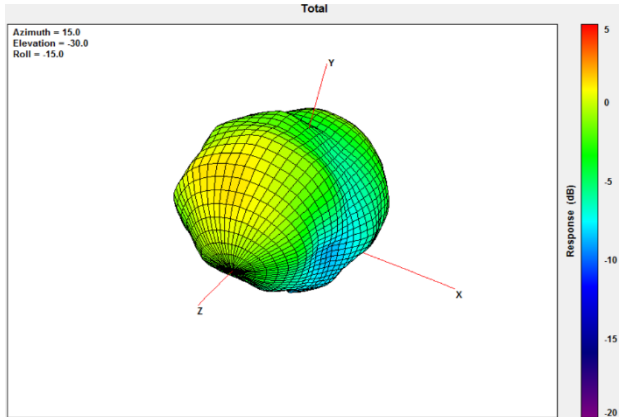 Total
Azimuth = 15.0
Elevation = -30.0
Roll = -15.0
Y
X
Z
5
0
-5
-10
-15
-20
Response (dB)